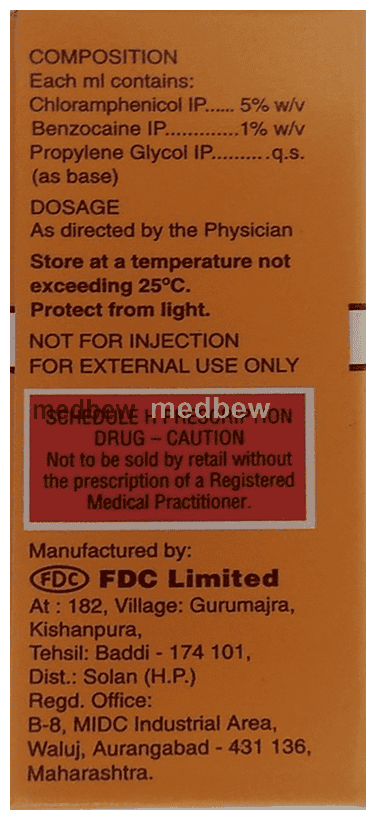 COMPOSITION
Each ml contains:
Chloramphenicol IP...... 5% w/v
Benzocaine IP.............1% w/v
Propylene Glycol IP..........q.s.
(as base)
DOSAGE
As directed by the Physician
Store at a temperature not
exceeding 25°C.
Protect from light.
NOT FOR INJECTION
FOR EXTERNAL USE ONLY
medbew medbew
SCHEDULE H PRESCRIPTION
DRUG – CAUTION
Not to be sold by retail without
the prescription of a Registered
Medical Practitioner.
Manufactured by:
FDC FDC Limited
At : 182, Village: Gurumajra,
Kishanpura,
Tehsil: Baddi - 174 101,
Dist.: Solan (H.P.)
Regd. Office:
B-8, MIDC Industrial Area,
Waluj, Aurangabad - 431 136,
Maharashtra.